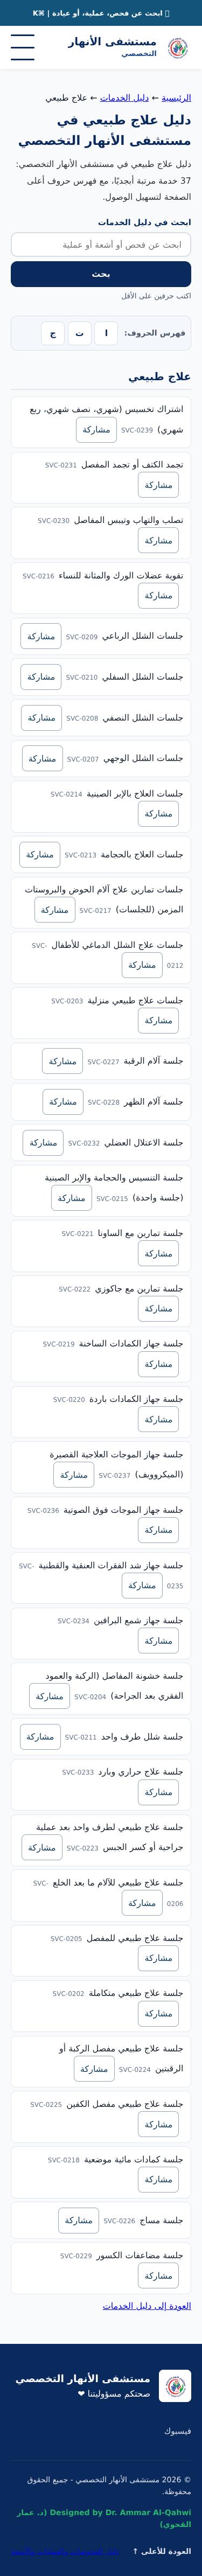 ابحث عن فحص، عملية، أو عيادة | ⌘K
مستشفى الأنهار
التخصصي
الرئيسية ← دليل الخدمات ← علاج طبيعي
دليل علاج طبيعي في
مستشفى الأنهار التخصصي
دليل علاج طبيعي في مستشفى الأنهار التخصصي:
37 خدمة مرتبة أبجديًا، مع فهرس حروف أعلى
الصفحة لتسهيل الوصول.
ابحث في دليل الخدمات
ابحث عن فحص أو أشعة أو عملية
بحث
اكتب حرفين على الأقل
فهرس الحروف: ا ت ج
علاج طبيعي
اشتراك تخسيس (شهري، نصف شهري، ربع
شهري) SVC-0239 مشاركة
تجمد الكتف أو تجمد المفصل SVC-0231
مشاركة
تصلب والتهاب وتيبس المفاصل SVC-0230
مشاركة
تقوية عضلات الورك والمثانة للنساء SVC-0216
مشاركة
جلسات الشلل الرباعي SVC-0209 مشاركة
جلسات الشلل السفلي SVC-0210 مشاركة
جلسات الشلل النصفي SVC-0208 مشاركة
جلسات الشلل الوجهي SVC-0207 مشاركة
جلسات العلاج بالإبر الصينية SVC-0214
مشاركة
جلسات العلاج بالحجامة SVC-0213 مشاركة
جلسات تمارين علاج آلام الحوض والبروستات
المزمن (للجلسات) SVC-0217 مشاركة
جلسات علاج الشلل الدماغي للأطفال SVC-
0212 مشاركة
جلسات علاج طبيعي منزلية SVC-0203
مشاركة
جلسة آلام الرقبة SVC-0227 مشاركة
جلسة آلام الظهر SVC-0228 مشاركة
جلسة الاعتلال العضلي SVC-0232 مشاركة
جلسة التنسيس والحجامة والإبر الصينية
(جلسة واحدة) SVC-0215 مشاركة
جلسة تمارين مع الساونا SVC-0221
مشاركة
جلسة تمارين مع جاكوزي SVC-0222
مشاركة
جلسة جهاز الكمادات الساخنة SVC-0219
مشاركة
جلسة جهاز الكمادات باردة SVC-0220
مشاركة
جلسة جهاز الموجات العلاجية القصيرة
(الميكروويف) SVC-0237 مشاركة
جلسة جهاز الموجات فوق الصوتية SVC-0236
مشاركة
جلسة جهاز شد الفقرات العنقية والقطنية SVC-
0235 مشاركة
جلسة جهاز شمع البرافين SVC-0234
مشاركة
جلسة خشونة المفاصل (الركبة والعمود
الفقري بعد الجراحة) SVC-0204 مشاركة
جلسة شلل طرف واحد SVC-0211 مشاركة
جلسة علاج حراري وبارد SVC-0233
مشاركة
جلسة علاج طبيعي لطرف واحد بعد عملية
جراحية أو كسر الجبس SVC-0223 مشاركة
جلسة علاج طبيعي للآلام ما بعد الخلع SVC-
0206 مشاركة
جلسة علاج طبيعي للمفصل SVC-0205
مشاركة
جلسة علاج طبيعي متكاملة SVC-0202
مشاركة
جلسة علاج طبيعي مفصل الركبة أو
الرقبتين SVC-0224 مشاركة
جلسة علاج طبيعي مفصل الكفين SVC-0225
مشاركة
جلسة كمادات مائية موضعية SVC-0218
مشاركة
جلسة مساج SVC-0226 مشاركة
جلسة مضاعفات الكسور SVC-0229
مشاركة
العودة إلى دليل الخدمات
مستشفى الأنهار التخصصي
صحتكم مسؤوليتنا ❤
فيسبوك
© 2026 مستشفى الأنهار التخصصي - جميع الحقوق
محفوظة.
Designed by Dr. Ammar Al-Qahwi (د. عمار
القحوي)
العودة للأعلى ↑